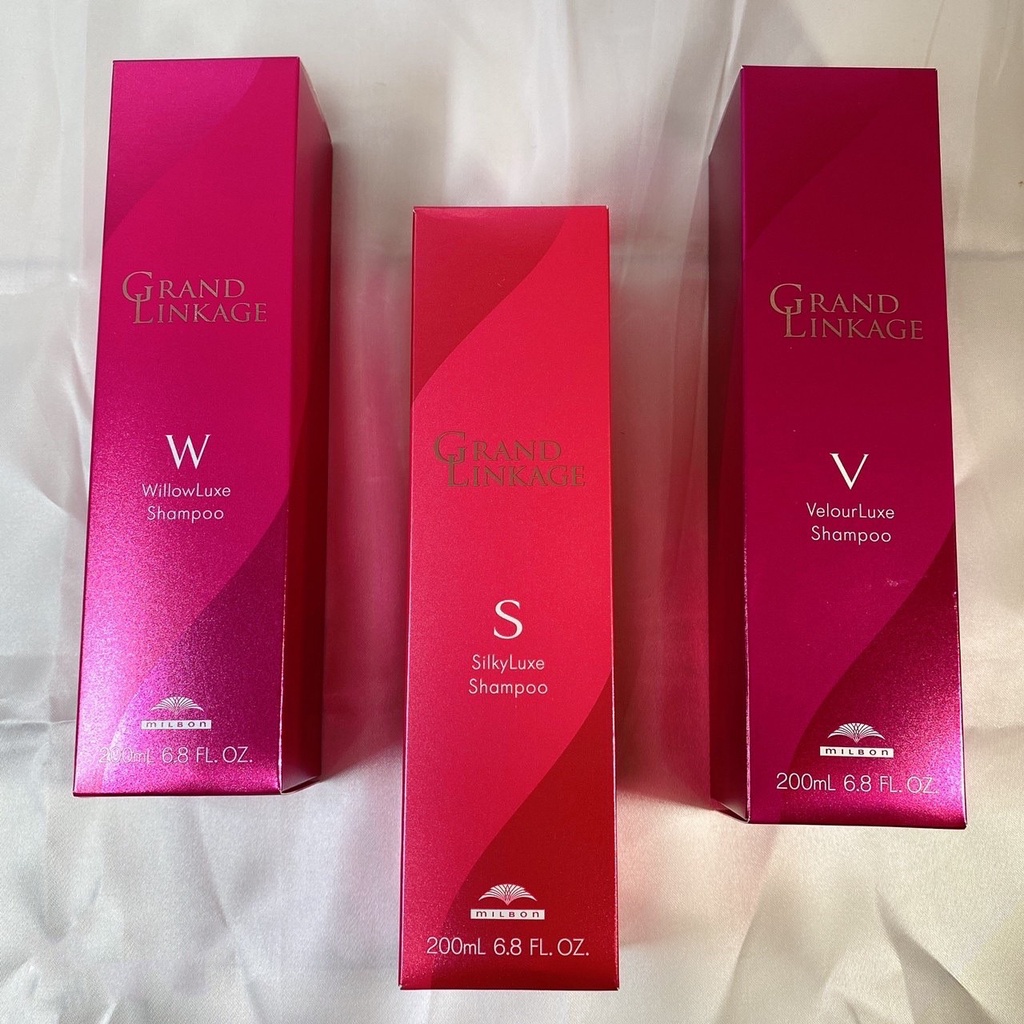 GRAND
LINKAGE
W
WillowLuxe
Shampoo
MILBON
200mL 6.8 FL. OZ.
GRAND
LINKAGE
S
SilkyLuxe
Shampoo
MILBON
200mL 6.8 FL. OZ.
GRAND
LINKAGE
V
VelourLuxe
Shampoo
MILBON
200mL 6.8 FL. OZ.